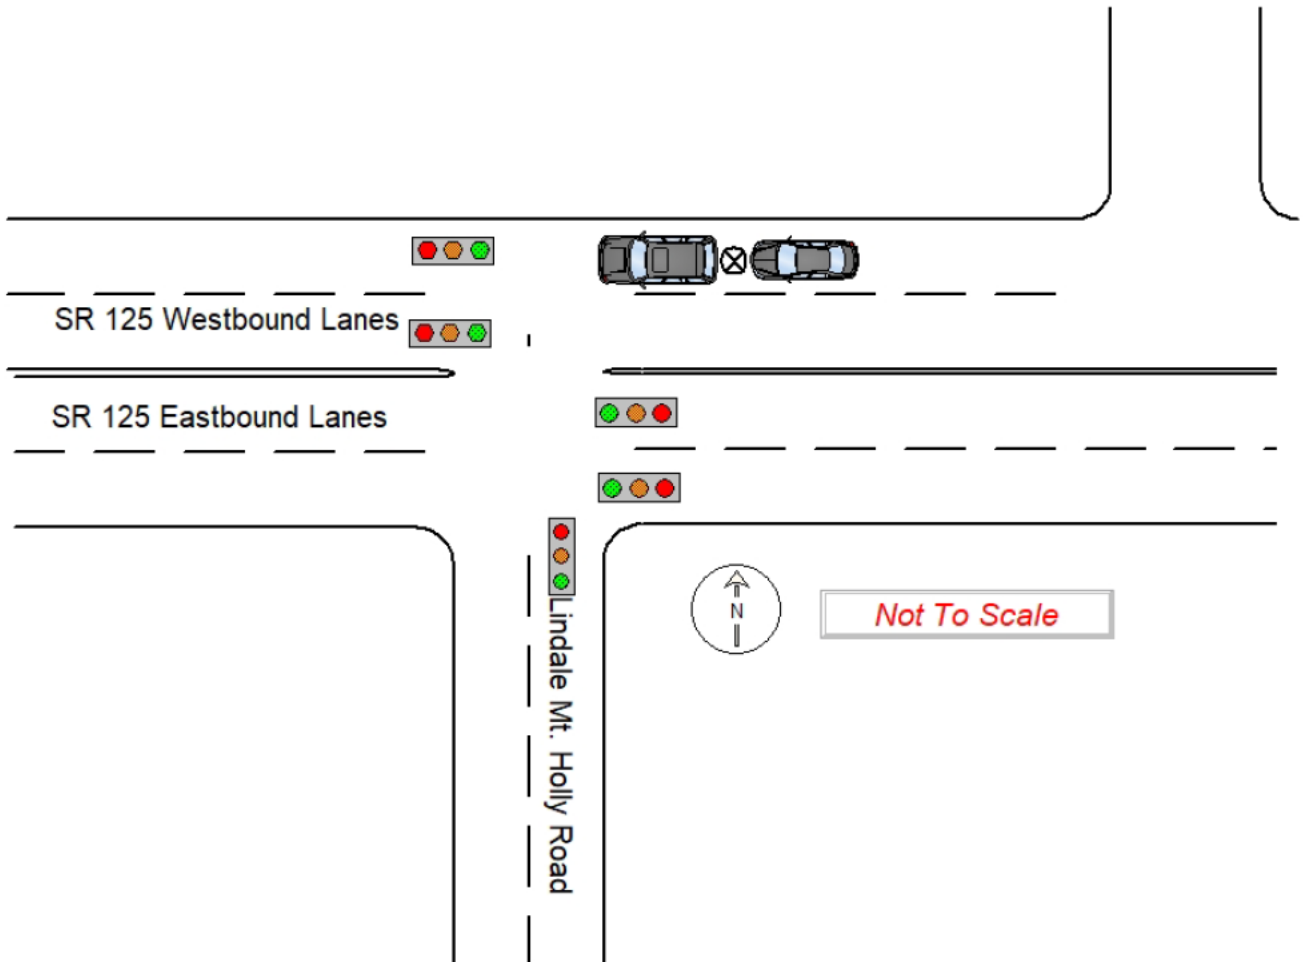 SR 125 Westbound Lanes
SR 125 Eastbound Lanes
N
Not To Scale
Lindale Mt. Holly Road